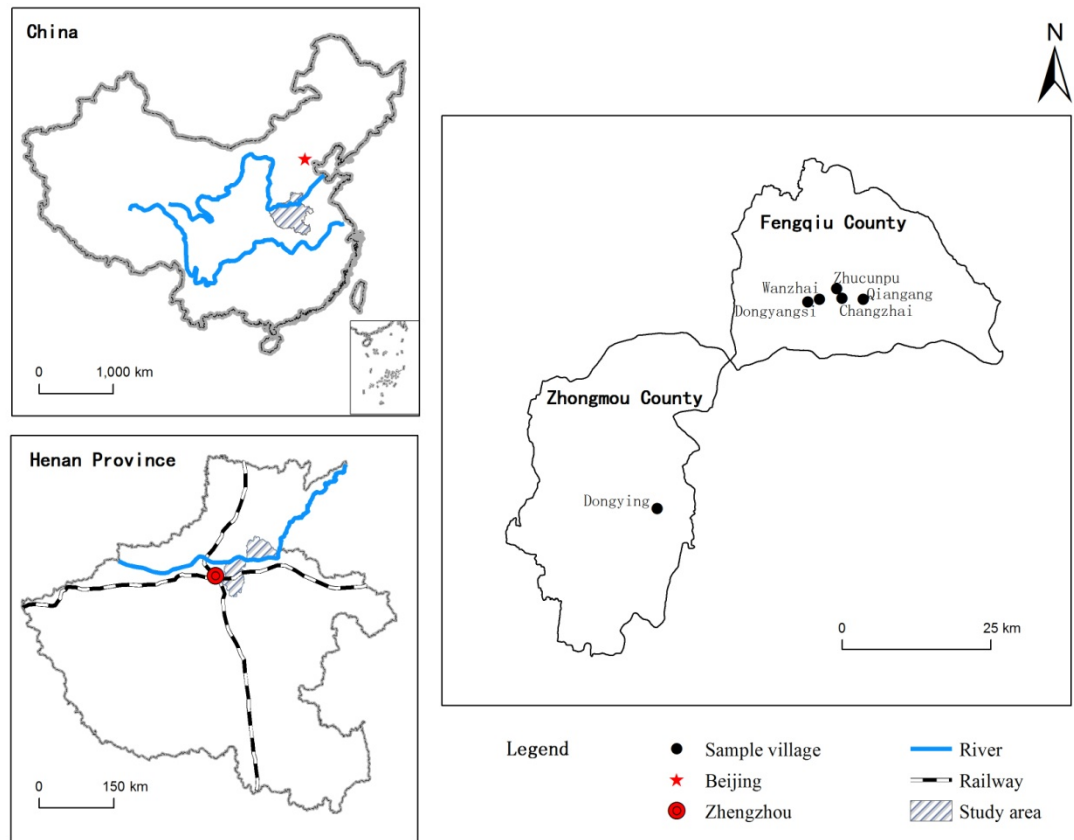 China
0 1,000 km
Henan Province
0 150 km
N
Fengqiu County
Zhucunpu
Wanzhai
Qiangang
Dongyangsi
Changzhai
Zhongmou County
Dongying
0 25 km
Legend
Sample village
River
Beijing
Railway
Zhengzhou
Study area